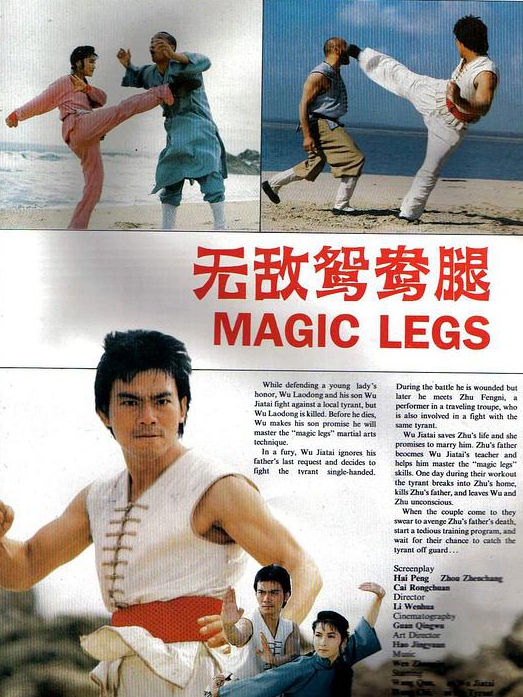 无敌鸳鸯腿
MAGIC LEGS
While defending a young lady's
honor, Wu Laodong and his son Wu
Jiatai fight against a local tyrant, but
Wu Laodong is killed. Before he dies,
Wu makes his son promise he will
master the "magic legs" martial arts
technique.
In a fury, Wu Jiatai ignores his
father's last request and decides to
fight the tyrant single-handed.
During the battle he is wounded but
later he meets Zhu Fengni, a
performer in a traveling troupe, who
is also involved in a fight with the
same tyrant.
Wu Jiatai saves Zhu's life and she
promises to marry him. Zhu's father
beoemes Wu Jiatai's teacher and
helps him master the "magic legs"
skills. One day during their workout
the tyrant breaks into Zhu's home,
kills Zhu's father, and leaves Wu and
Zhu unconscious.
When the couple come to they
swear to avenge Zhu's father's death,
start a tedious training program, and
wait for their chance to catch the
tyrant off guard...
Screenplay
Hai Peng Zhou Zhenchang
Cai Rongchuan
Director
Li Wenhua
Cinematography
Guan Qingwu
Art Director
Hao Jingyuan
Music
Wen
Starring
Wang Qun, as Wu Jiatai